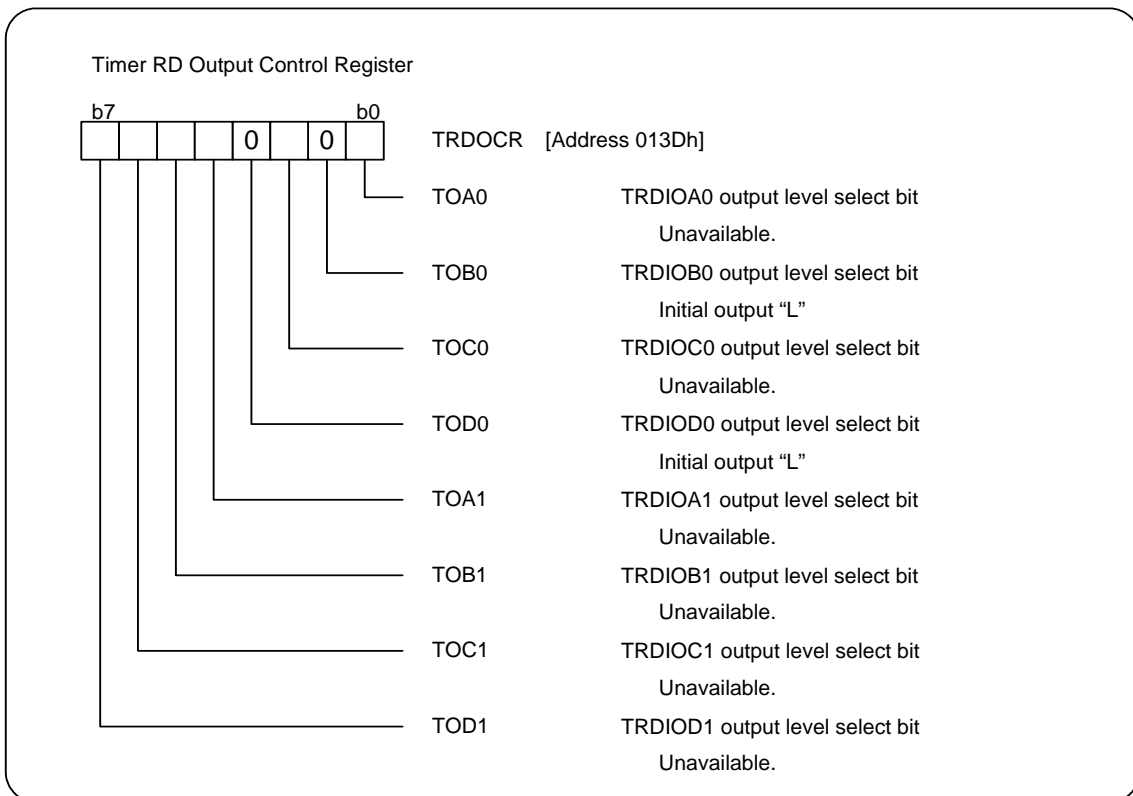 Timer RD Output Control Register
b7 b0
0 0
TRDOCR [Address 013Dh]
TOA0 TRDIOA0 output level select bit
Unavailable.
TOB0 TRDIOB0 output level select bit
Initial output “L”
TOC0 TRDIOC0 output level select bit
Unavailable.
TOD0 TRDIOD0 output level select bit
Initial output “L”
TOA1 TRDIOA1 output level select bit
Unavailable.
TOB1 TRDIOB1 output level select bit
Unavailable.
TOC1 TRDIOC1 output level select bit
Unavailable.
TOD1 TRDIOD1 output level select bit
Unavailable.